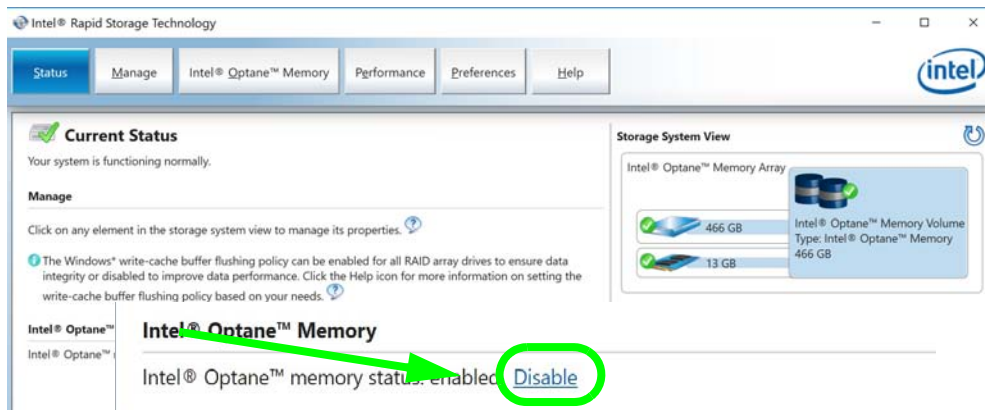 Intel® Rapid Storage Technology
Status
Manage
Intel® Optane™ Memory
Performance
Preferences
Help
intel
Current Status
Your system is functioning normally.
Manage
Click on any element in the storage system view to manage its properties.
The Windows* write-cache buffer flushing policy can be enabled for all RAID array drives to ensure data
integrity or disabled to improve data performance. Click the Help icon for more information on setting the
write-cache buffer flushing policy based on your needs.
Intel® Optane™
Intel® Optane™
Storage System View
Intel® Optane™ Memory Array
466 GB
13 GB
Intel® Optane™ Memory Volume
Type: Intel® Optane™ Memory
466 GB
Intel® Optane™ Memory
Intel® Optane™ memory status: enabled Disable